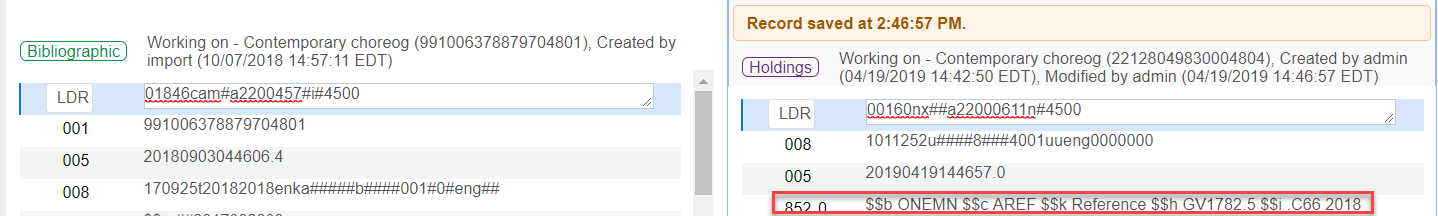 Bibliographic
Working on - Contemporary choreog (991006378879704801), Created by
import (10/07/2018 14:57:11 EDT)
LDR 01846cam#a2200457#i#4500
001 991006378879704801
005 20180903044606.4
008 170925t20182018enka#####b####001#0#eng##
Record saved at 2:46:57 PM.
Holdings
Working on - Contemporary choreog (22128049830004804), Created by admin
(04/19/2019 14:42:50 EDT), Modified by admin (04/19/2019 14:46:57 EDT)
LDR 00160nx##a22000611n#4500
008 1011252u####8###4001uueng0000000
005 20190419144657.0
852 0 $$b ONEMN $$c AREF $$k Reference $$h GV1782.5 $$i .C66 2018